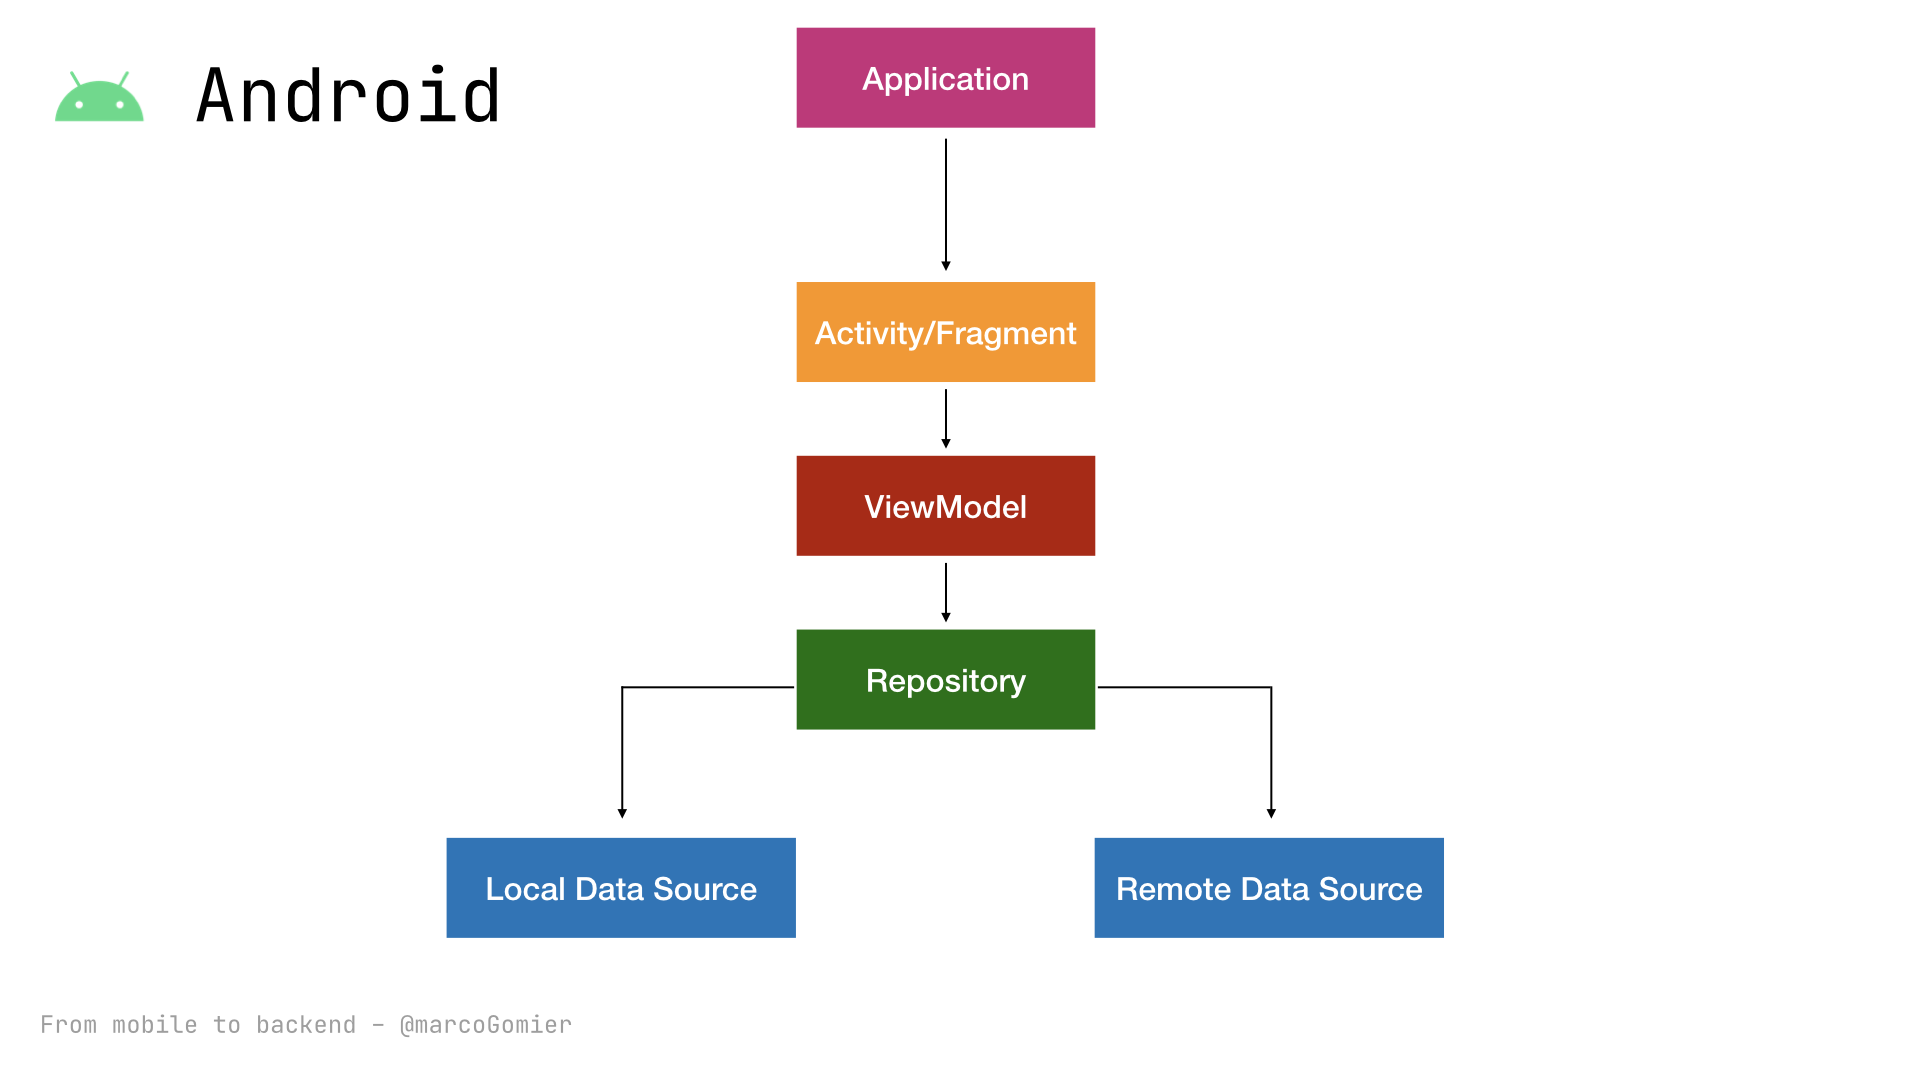 Android
Application
Activity/Fragment
ViewModel
Repository
Local Data Source
Remote Data Source
From mobile to backend - @marcoGomier